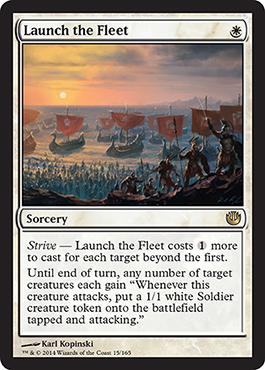 Launch the Fleet
Sorcery
Strive — Launch the Fleet costs 1 more
to cast for each target beyond the first.
Until end of turn, any number of target
creatures each gain “Whenever this
creature attacks, put a 1/1 white Soldier
creature token onto the battlefield
tapped and attacking.”
Karl Kopinski
™ & © 2014 Wizards of the Coast 15/165